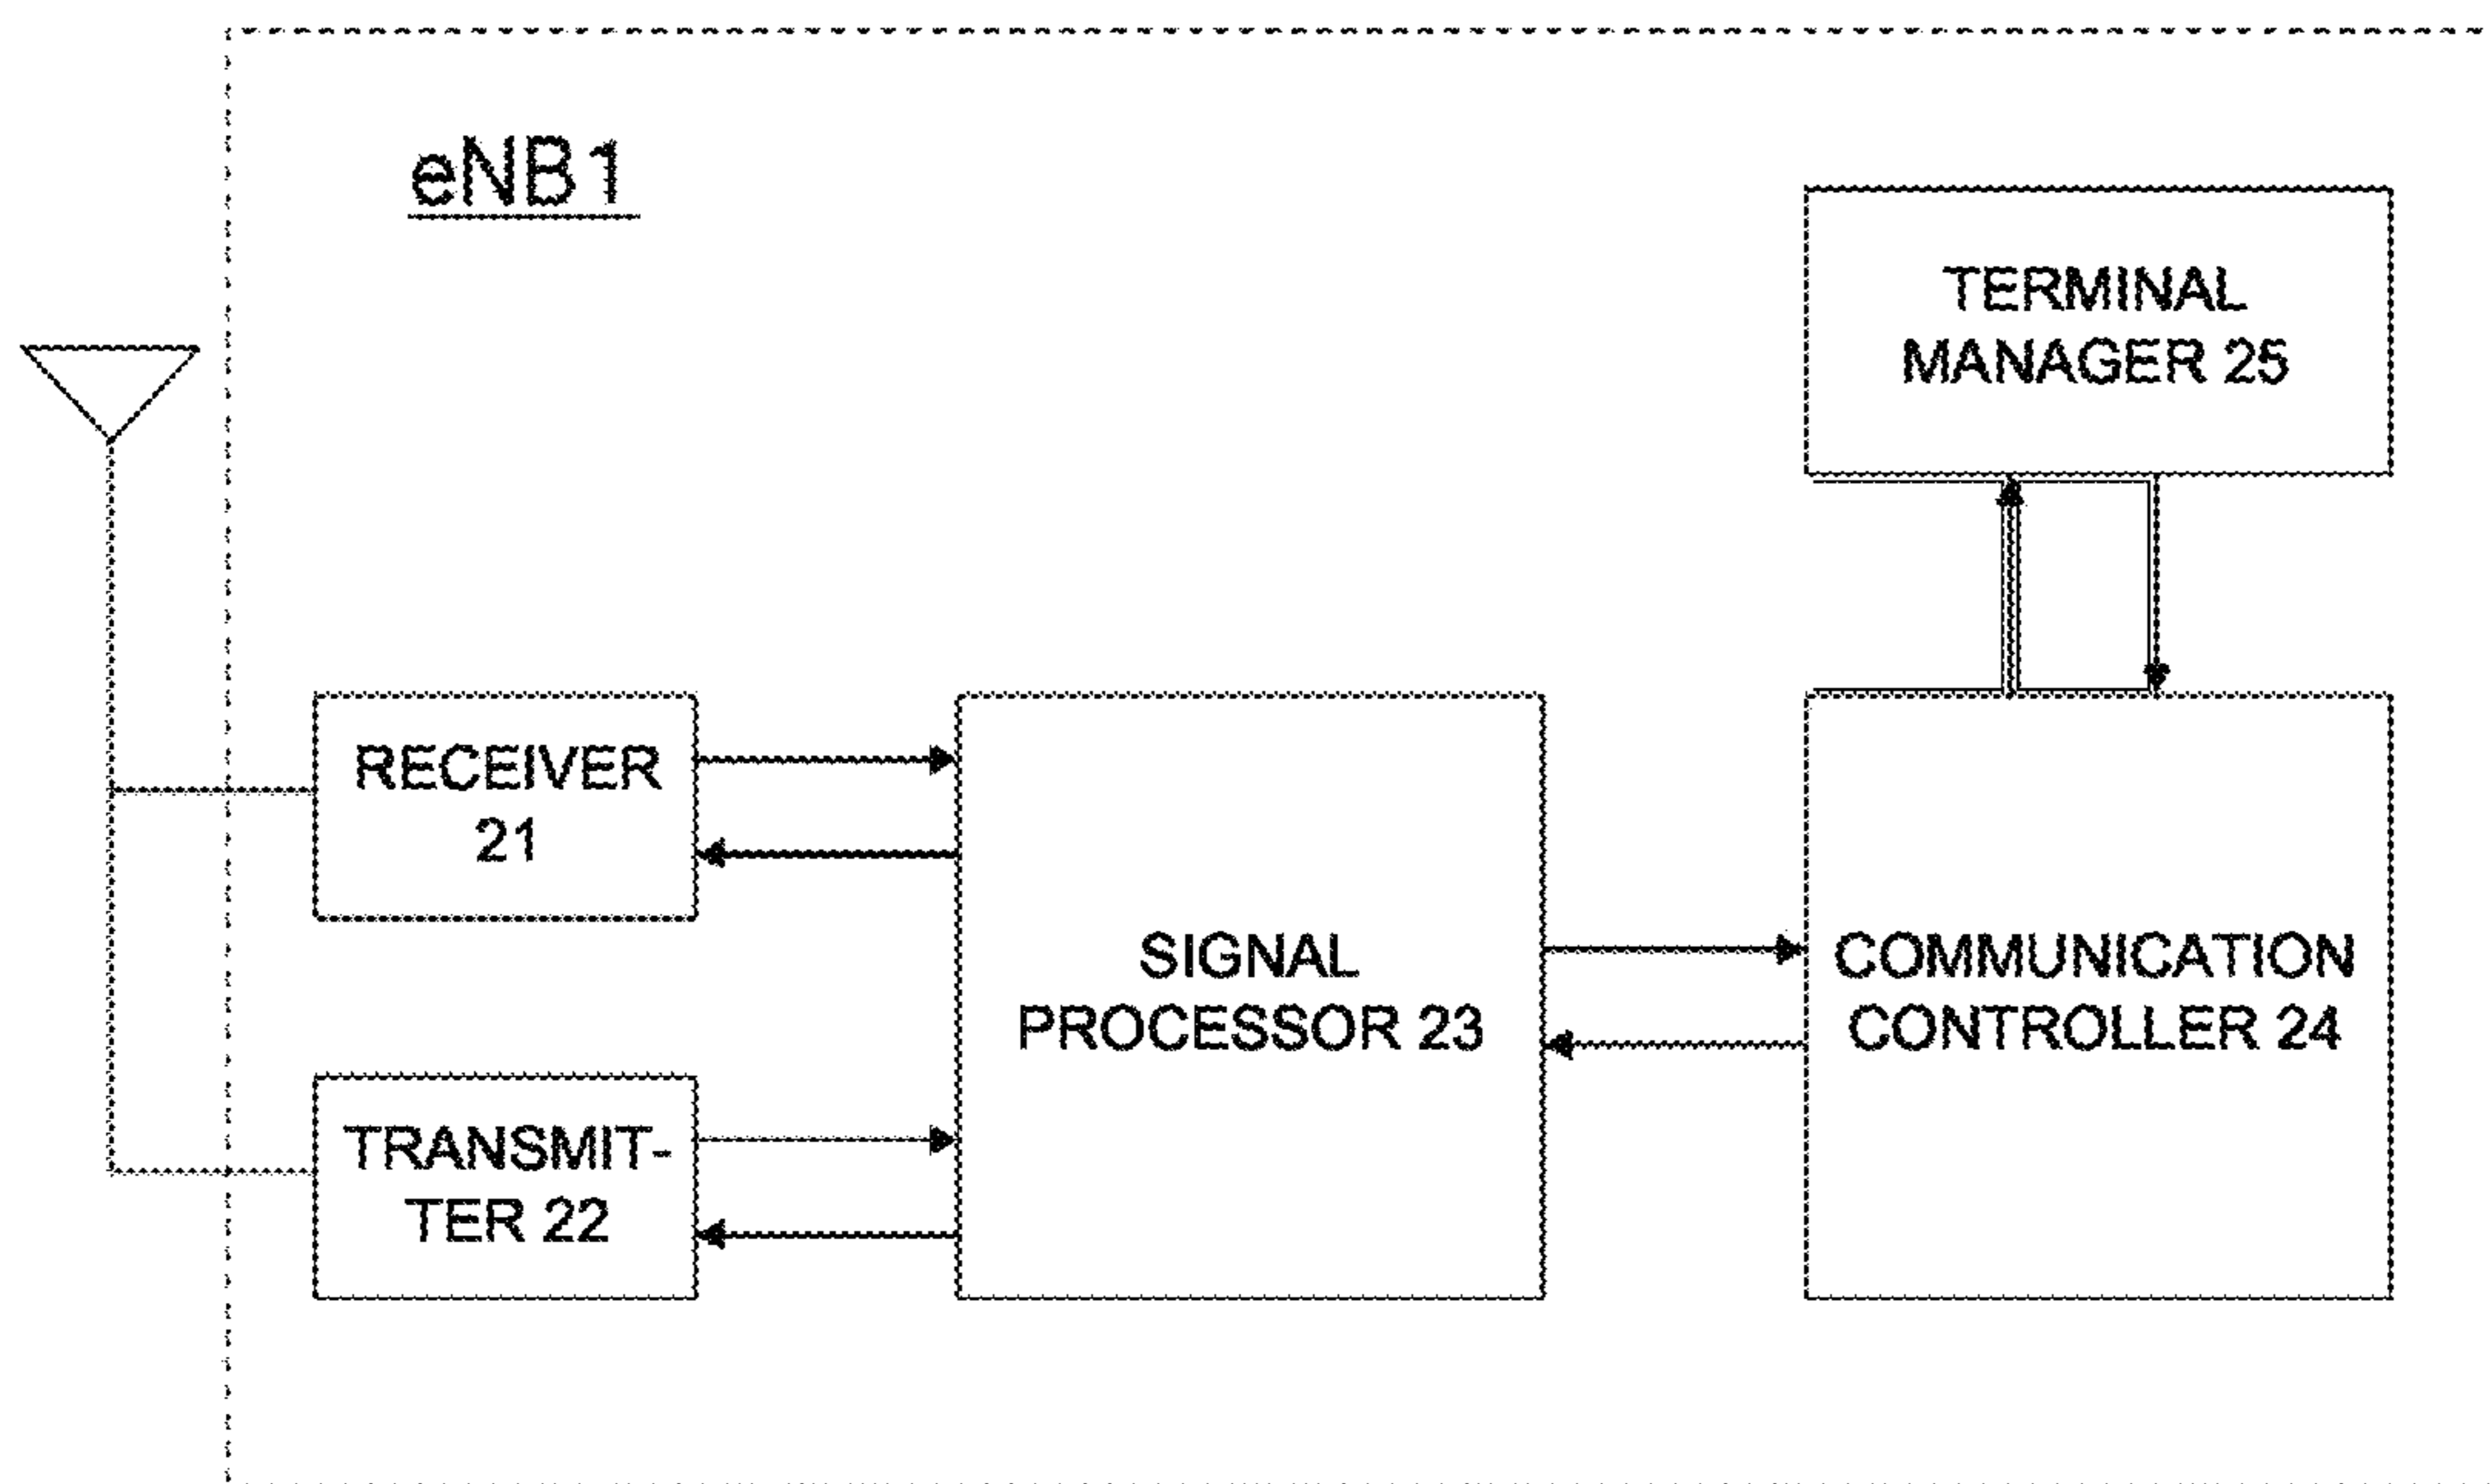 eNB1
TERMINAL
MANAGER 25
RECEIVER
21
SIGNAL
PROCESSOR 23
COMMUNICATION
CONTROLLER 24
TRANSMIT-
TER 22